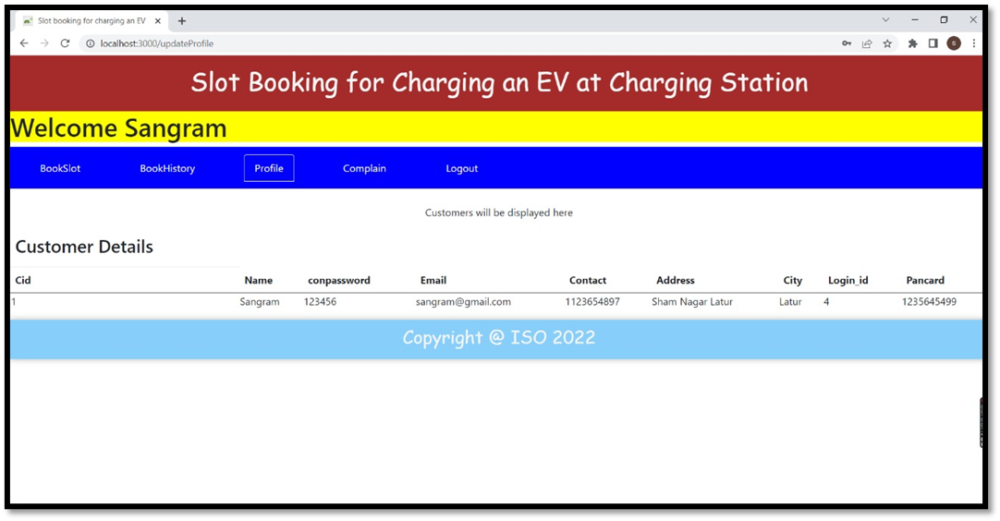 Slot booking for charging an EV
localhost:3000/updateProfile
S
Slot Booking for Charging an EV at Charging Station
Welcome Sangram
BookSlot BookHistory Profile Complain Logout
Customers will be displayed here
Customer Details
Cid Name conpassword Email Contact Address City Login_id Pancard
1 Sangram 123456 sangram@gmail.com 1123654897 Sham Nagar Latur Latur 4 1235645499
Copyright @ ISO 2022